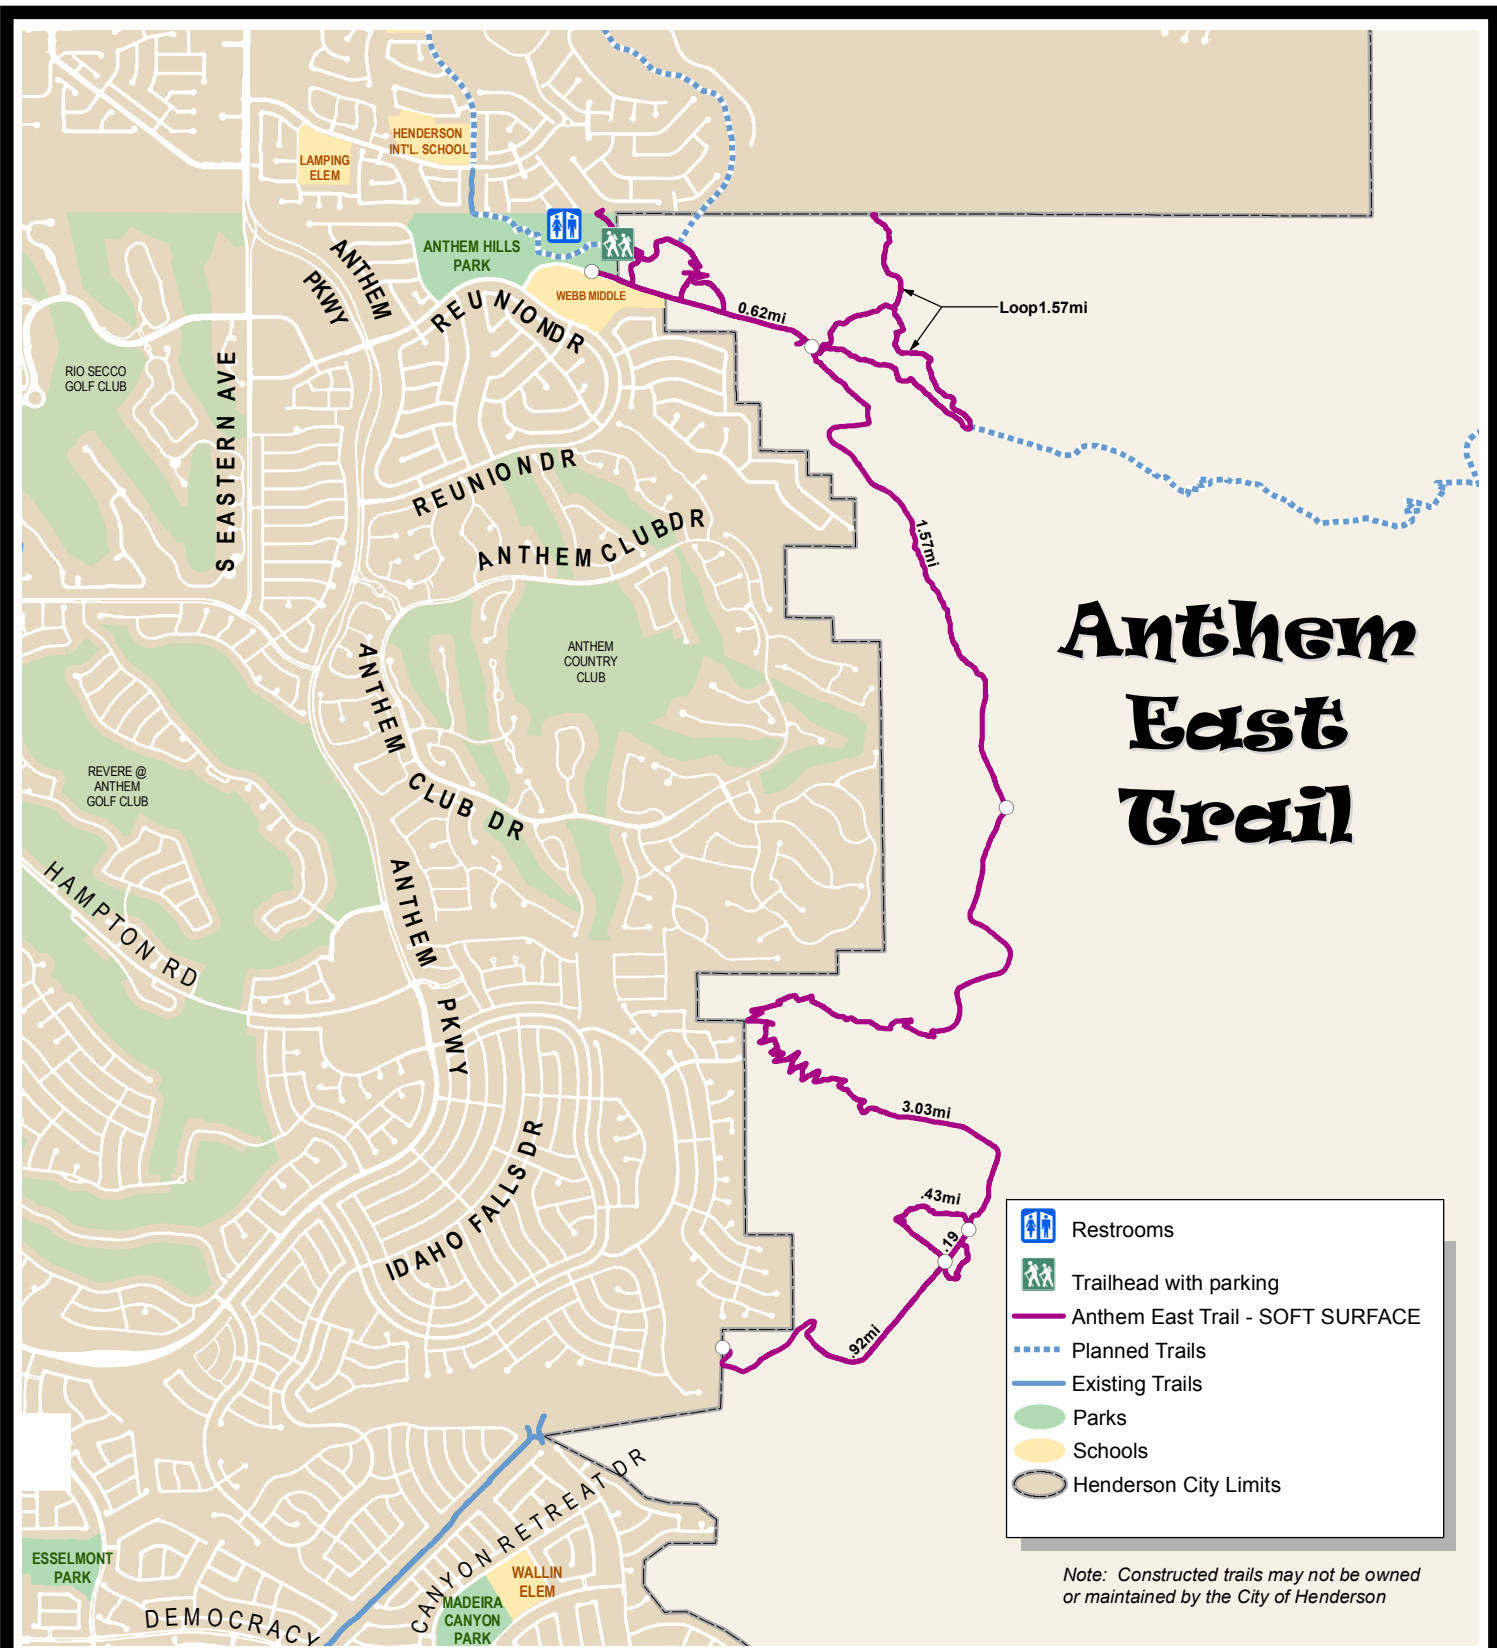 HENDERSON
INT'L. SCHOOL
LAMPING
ELEM
ANTHEM HILLS
PARK
ANTHEM
PKWY
REUNION DR
WEBB MIDDLE
0.62mi
Loop1.57mi
RIO SECCO
GOLF CLUB
S EASTERN AVE
REUNION DR
ANTHEM CLUB DR
1.57mi
Anthem
East
Trail
ANTHEM
COUNTRY
CLUB
ANTHEM CLUB DR
REVERE @
ANTHEM
GOLF CLUB
HAMPTON RD
ANTHEM PKWY
3.03mi
IDAHO FALLS DR
.43mi
.19
.92mi
Restrooms
Trailhead with parking
Anthem East Trail - SOFT SURFACE
Planned Trails
Existing Trails
Parks
Schools
Henderson City Limits
Note: Constructed trails may not be owned
or maintained by the City of Henderson
CANYON RETREAT DR
ESSELMONT
PARK
WALLIN
ELEM
MADEIRA
CANYON
PARK
DEMOCRACY